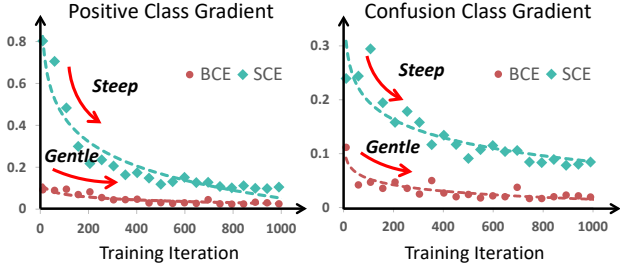 Positive Class Gradient
0.8
0.6
0.4
0.2
0
0
200
400
600
800
1000
Steep
Gentle
BCE
SCE
Training Iteration
Confusion Class Gradient
0.3
0.2
0.1
0
0
200
400
600
800
1000
Steep
Gentle
BCE
SCE
Training Iteration